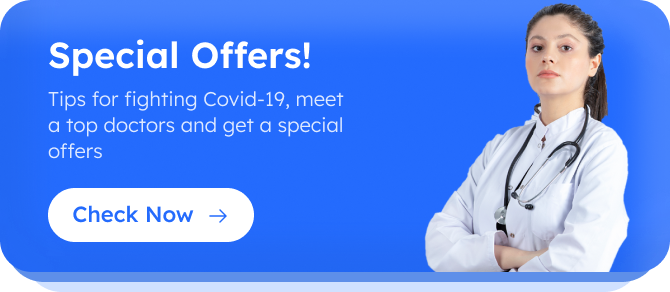 Special Offers!
Tips for fighting Covid-19, meet
a top doctors and get a special
offers
Check Now →